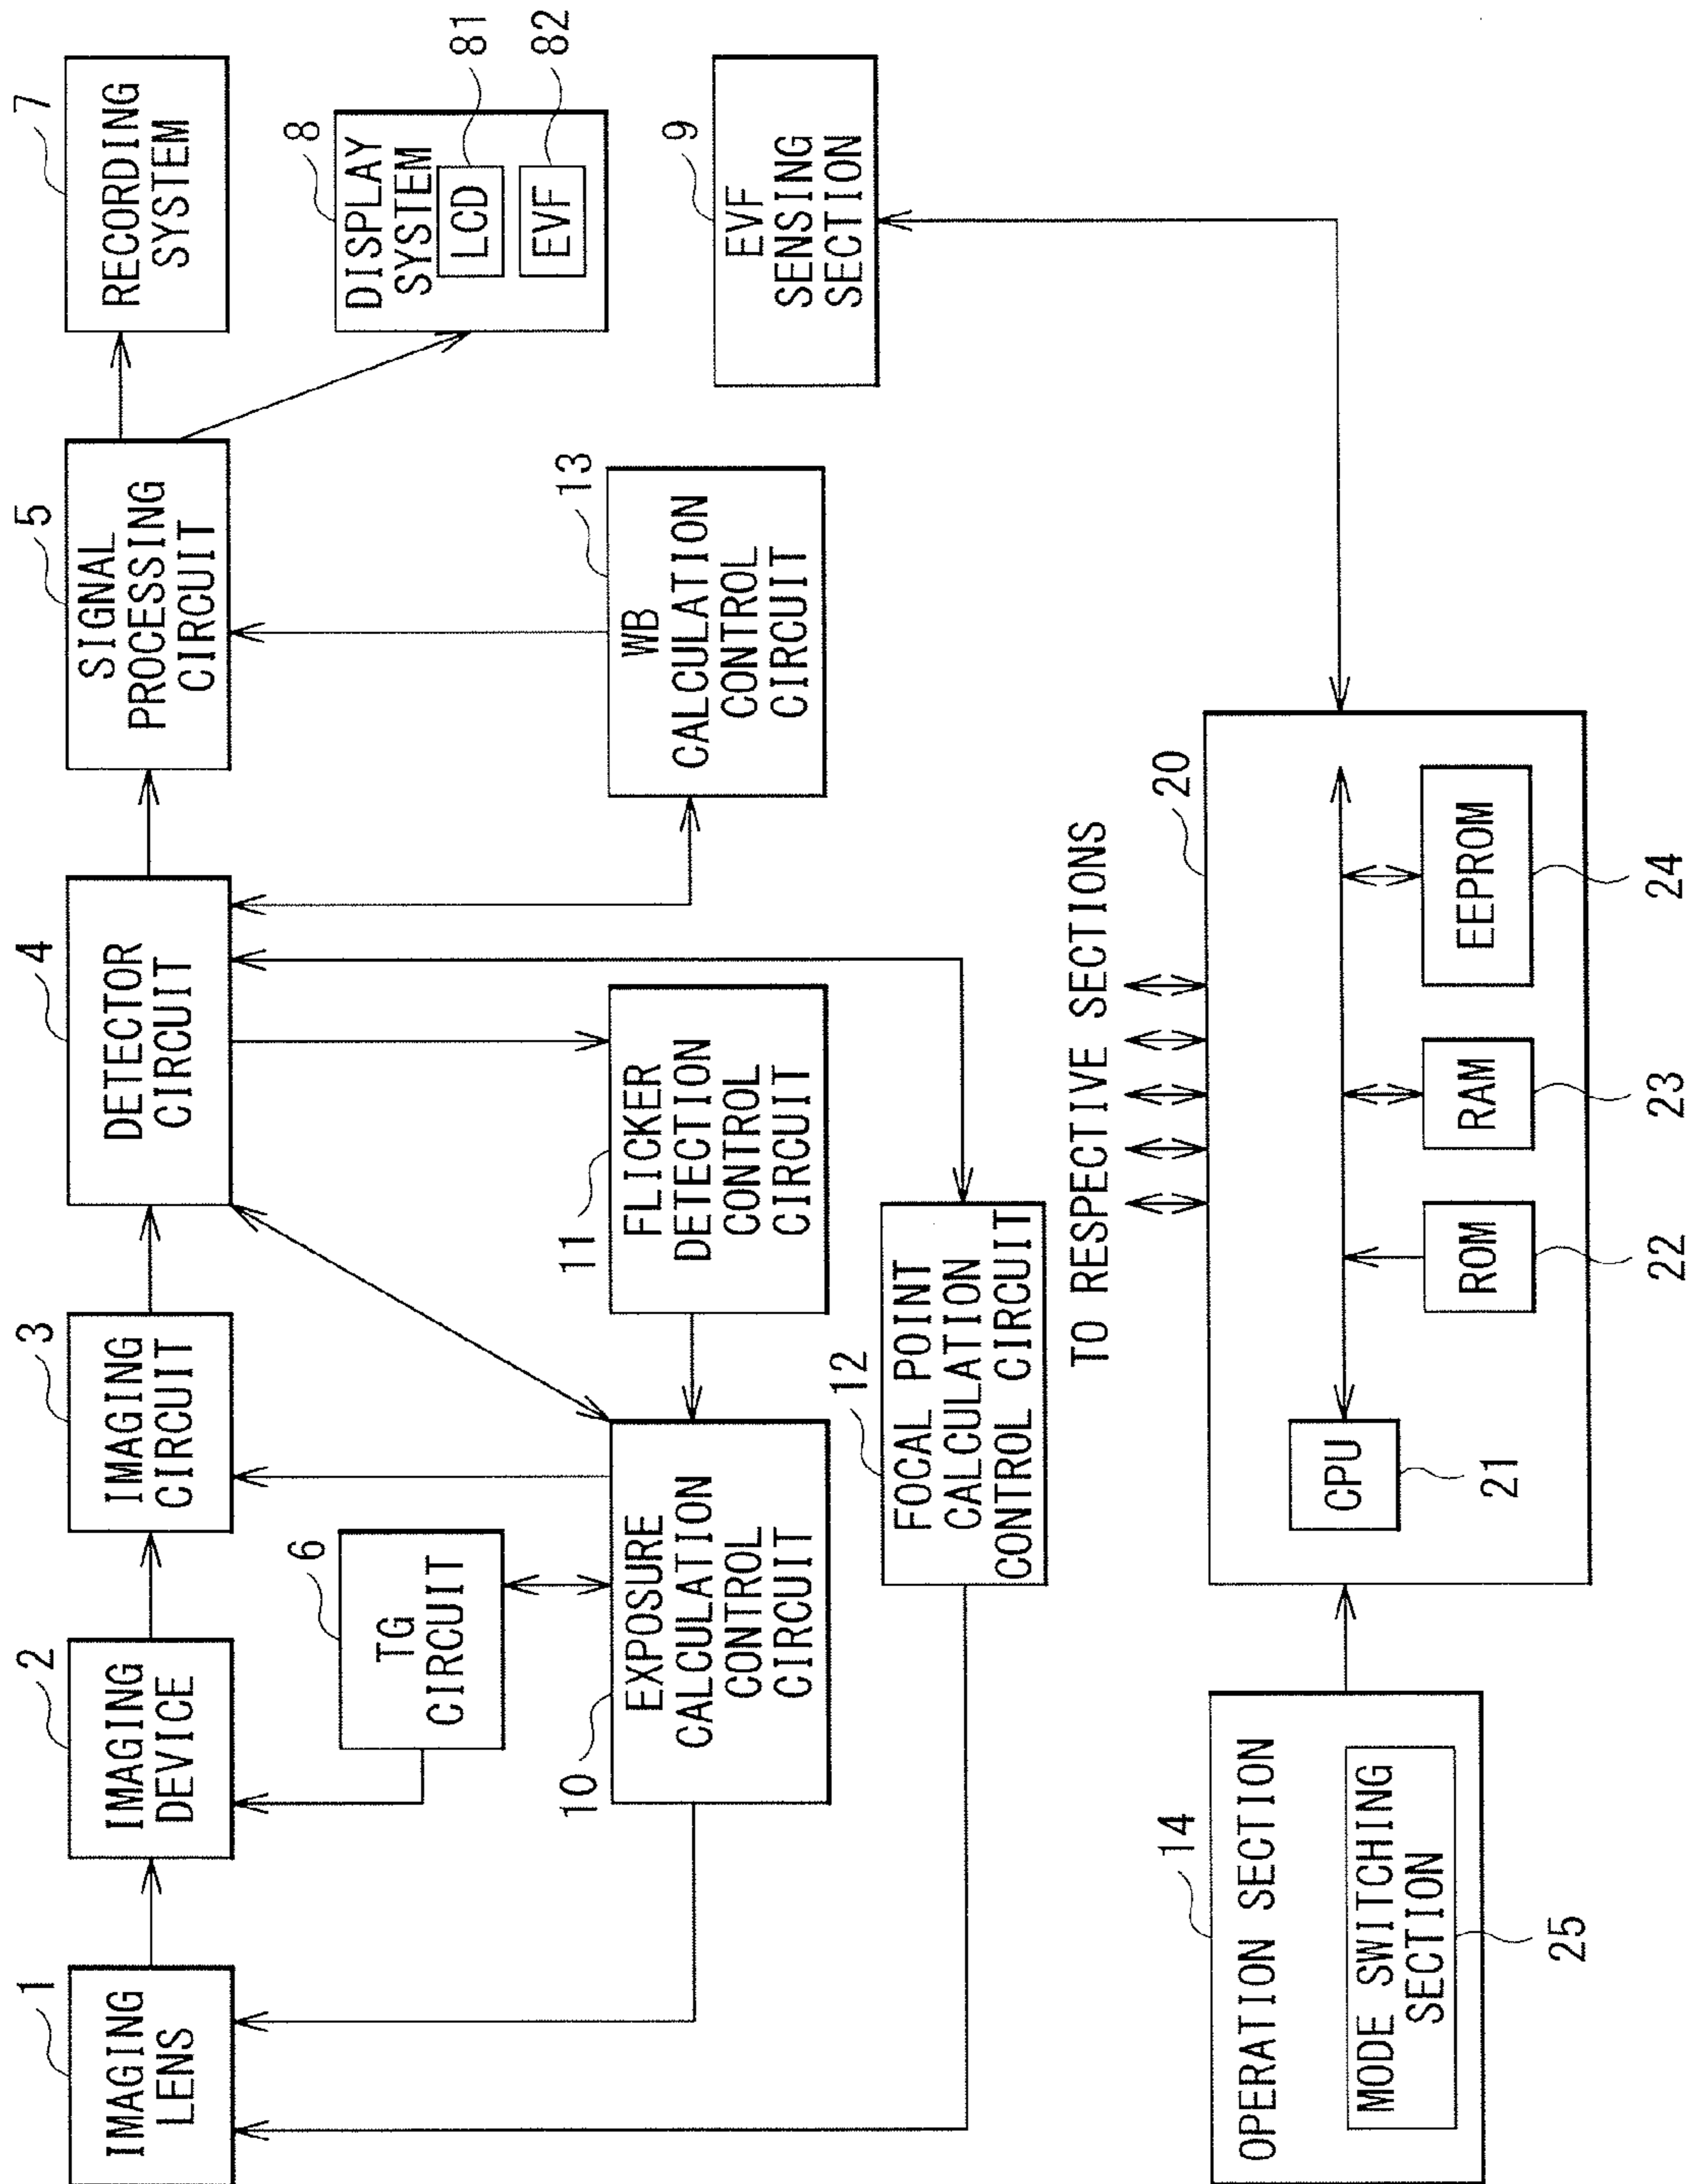 1
IMAGING
LENS
2
IMAGING
DEVICE
3
IMAGING
CIRCUIT
4
DETECTOR
CIRCUIT
5
SIGNAL
PROCESSING
CIRCUIT
7
RECORDING
SYSTEM
8
DISPLAY
SYSTEM
LCD
81
EVF
82
6
TG
CIRCUIT
10
EXPOSURE
CALCULATION
CONTROL
CIRCUIT
11
FLICKER
DETECTION
CONTROL
CIRCUIT
13
WB
CALCULATION
CONTROL
CIRCUIT
9
EVF
SENSING
SECTION
12
FOCAL POINT
CALCULATION
CONTROL CIRCUIT
TO RESPECTIVE SECTIONS
14
OPERATION SECTION
MODE SWITCHING
SECTION
25
20
CPU
21
ROM
22
RAM
23
EEPROM
24